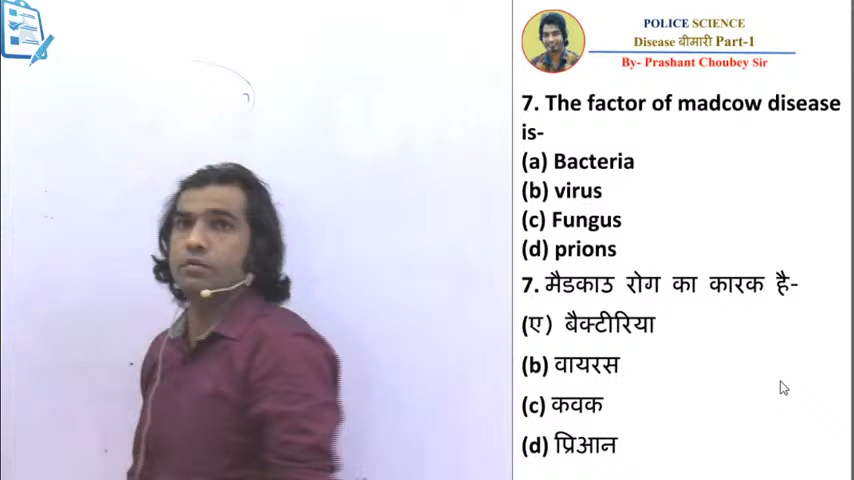 POLICE SCIENCE
Disease बीमारी Part-1
By- Prashant Choubey Sir
7. The factor of madcow disease
is-
(a) Bacteria
(b) virus
(c) Fungus
(d) prions
7. मैडकाउ रोग का कारक है-
(ए) बैक्टीरिया
(b) वायरस
(c) कवक
(d) प्रिआन